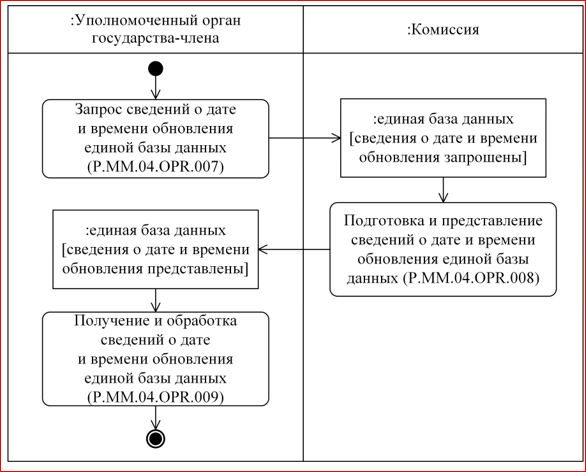 :Уполномоченный орган
государства-члена
:Комиссия
Запрос сведений о дате
и времени обновления
единой базы данных
(P.MM.04.OPR.007)
:единая база данных
[сведения о дате и времени
обновления запрошены]
Подготовка и представление
сведений о дате и времени
обновления единой базы
данных (P.MM.04.OPR.008)
:единая база данных
[сведения о дате и времени
обновления представлены]
Получение и обработка
сведений о дате
и времени обновления
единой базы данных
(P.MM.04.OPR.009)